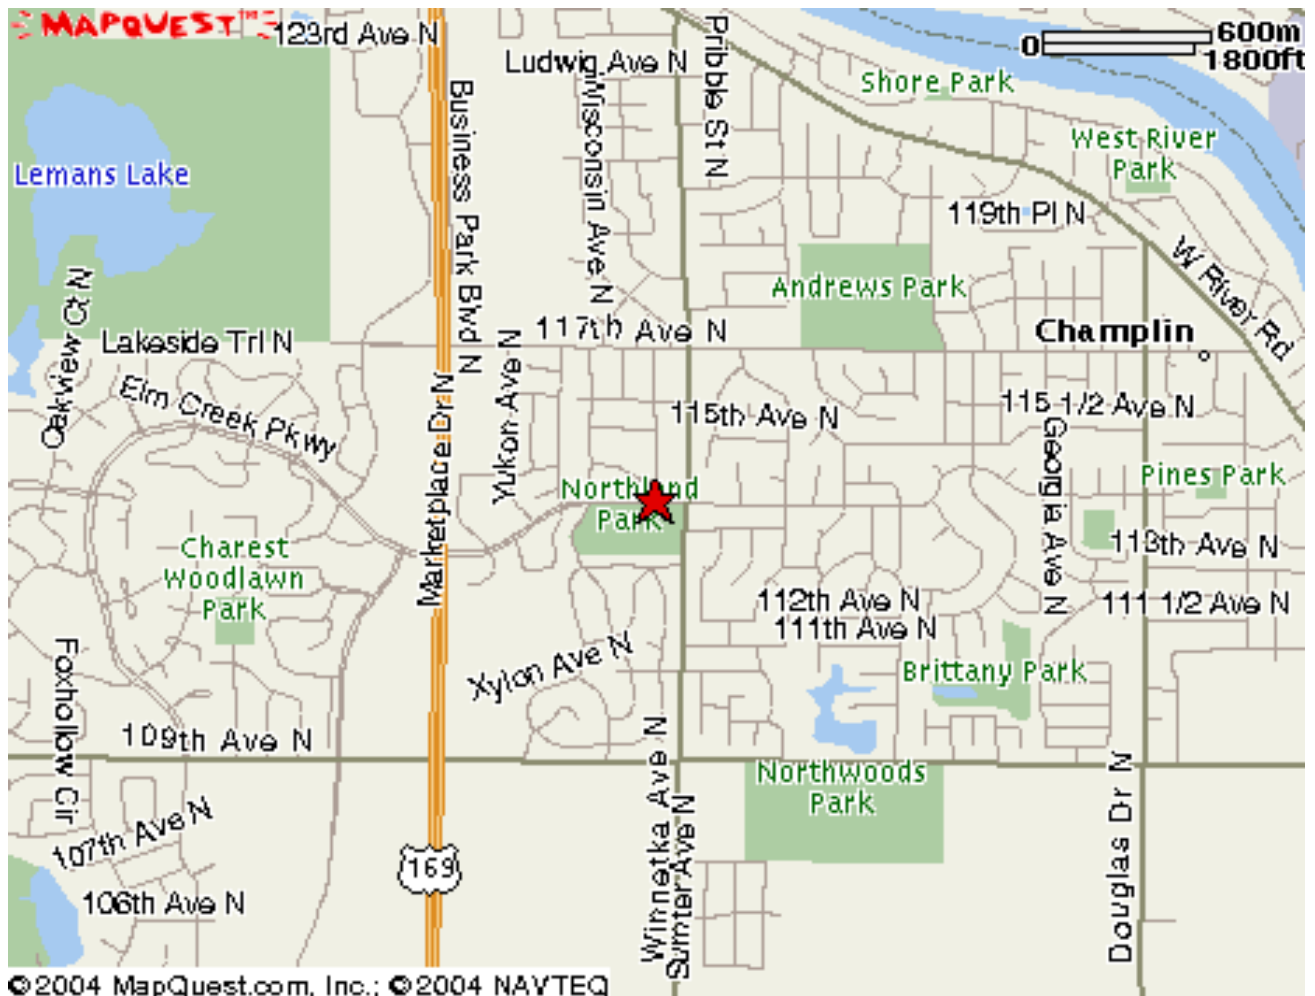 MAPQUEST™
123rd Ave N
Ludwig Ave N
Pribble St N
0
600m
1800ft
Shore Park
West River
Park
Lemans Lake
Business Park Blvd N
Wisconsin Ave N
119th Pl N
W River Rd
Andrews Park
Oakview Ct N
Lakeside Trl N
117th Ave N
Champlin
Elm Creek Pkwy
Marketplace Dr N
Yukon Ave N
115th Ave N
115 1/2 Ave N
Georgia Ave N
Pines Park
Northland
Park
Charest
Woodlawn
Park
113th Ave N
112th Ave N
111 1/2 Ave N
111th Ave N
Foxhollow Cir
Xylon Ave N
Brittany Park
109th Ave N
Winnetka Ave N
Northwoods
Park
Douglas Dr N
107th Ave N
169
Sumter Ave N
106th Ave N
©2004 MapQuest.com, Inc.; ©2004 NAVTEQ